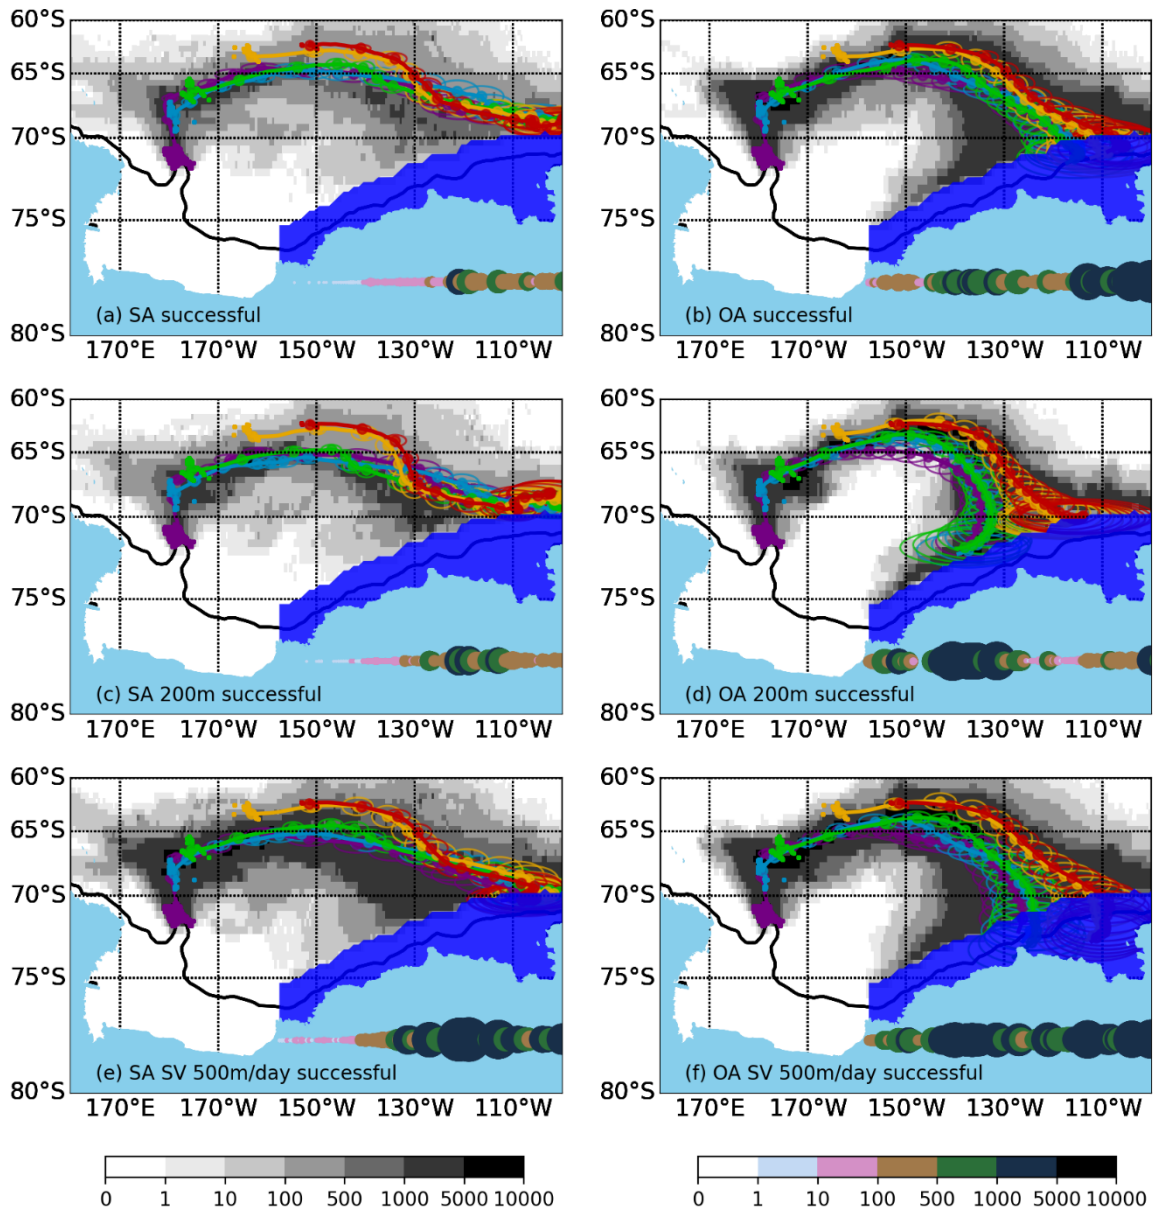 60°S
65°S
70°S
75°S
80°S
(a) SA successful
170°E 170°W 150°W 130°W 110°W
60°S
65°S
70°S
75°S
80°S
(b) OA successful
170°E 170°W 150°W 130°W 110°W
60°S
65°S
70°S
75°S
80°S
(c) SA 200m successful
170°E 170°W 150°W 130°W 110°W
60°S
65°S
70°S
75°S
80°S
(d) OA 200m successful
170°E 170°W 150°W 130°W 110°W
60°S
65°S
70°S
75°S
80°S
(e) SA SV 500m/day successful
170°E 170°W 150°W 130°W 110°W
60°S
65°S
70°S
75°S
80°S
(f) OA SV 500m/day successful
170°E 170°W 150°W 130°W 110°W
0 1 10 100 500 1000 5000 10000
0 1 10 100 500 1000 5000 10000